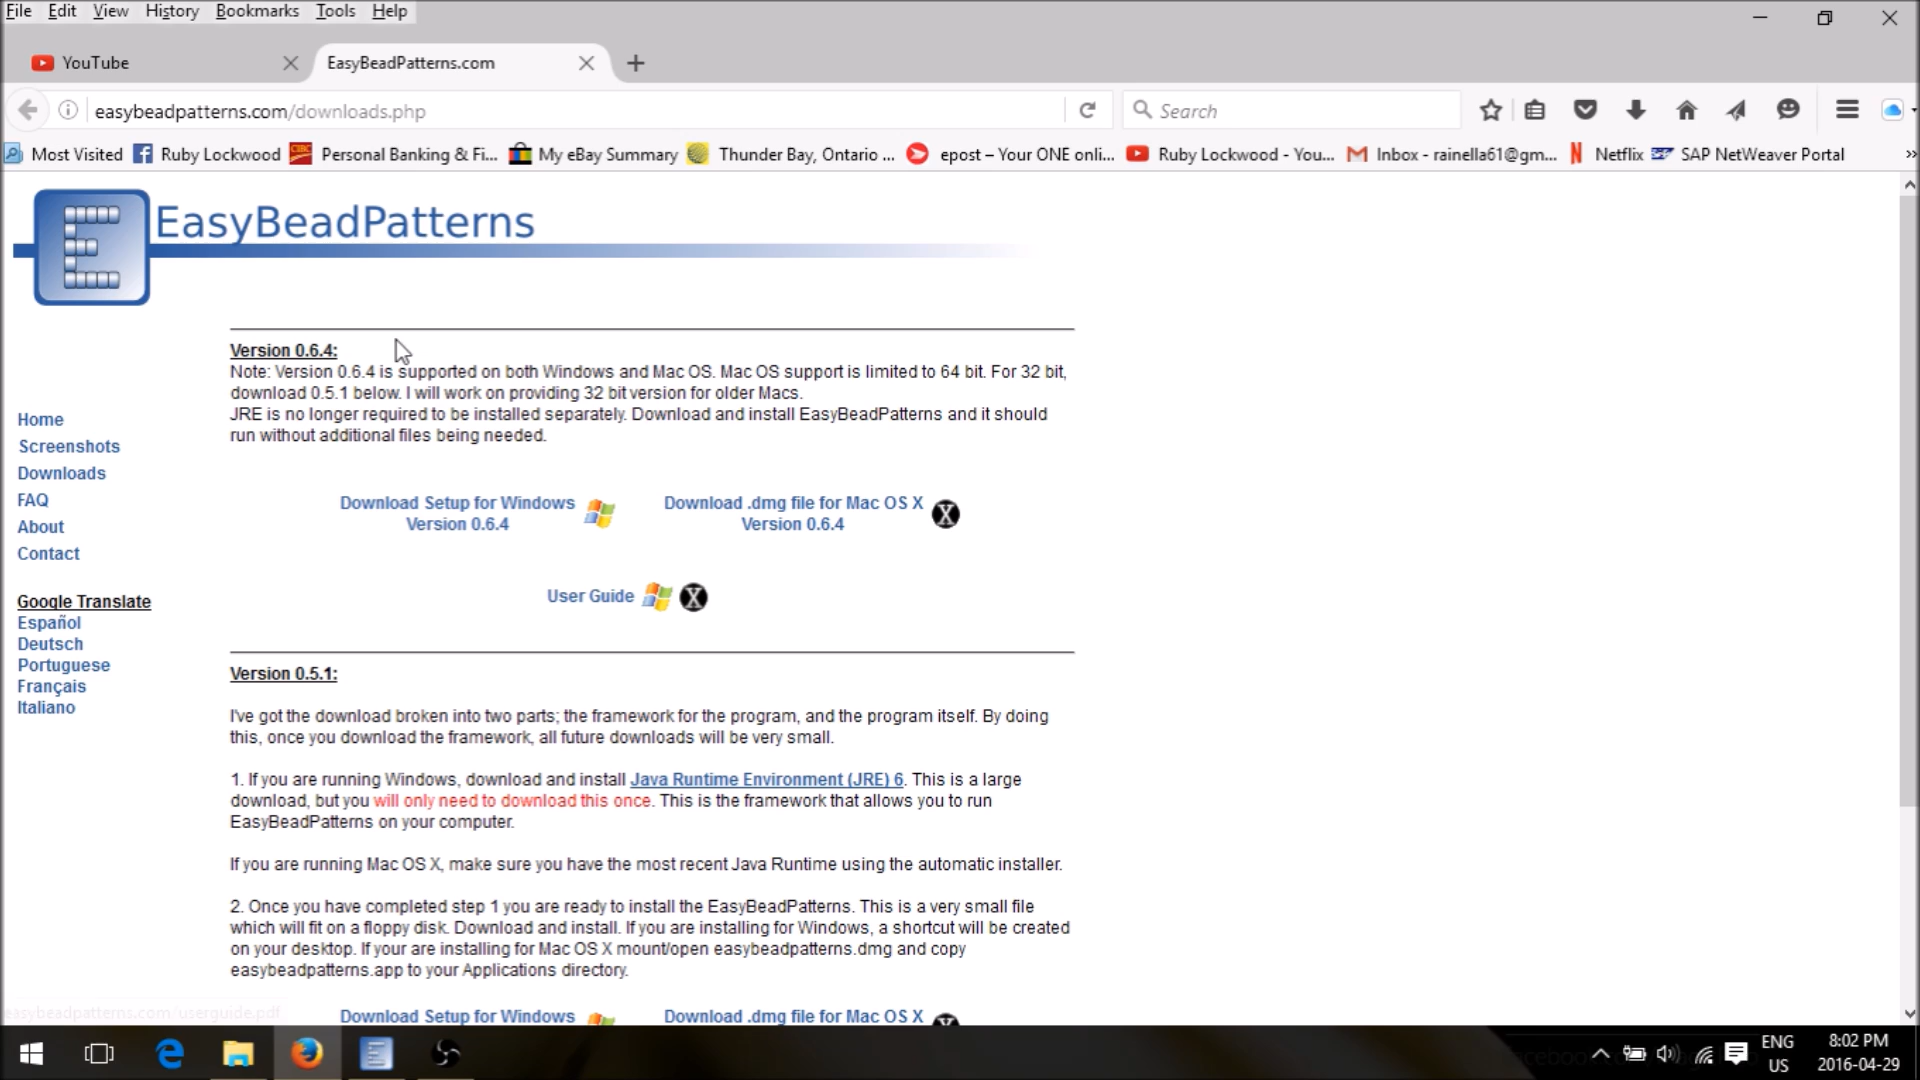 File Edit View History Bookmarks Tools Help
YouTube
EasyBeadPatterns.com
easybeadpatterns.com/downloads.php
Search
Most Visited Ruby Lockwood Personal Banking & Fi... My eBay Summary Thunder Bay, Ontario ... epost – Your ONE onli... Ruby Lockwood - You... Inbox - rainella61@gm... Netflix SAP NetWeaver Portal
EasyBeadPatterns
Version 0.6.4:
Note: Version 0.6.4 is supported on both Windows and Mac OS. Mac OS support is limited to 64 bit. For 32 bit,
download 0.5.1 below. I will work on providing 32 bit version for older Macs.
JRE is no longer required to be installed separately. Download and install EasyBeadPatterns and it should
run without additional files being needed.
Home
Screenshots
Downloads
FAQ
About
Contact
Google Translate
Español
Deutsch
Portuguese
Français
Italiano
Download Setup for Windows
Version 0.6.4
Download .dmg file for Mac OS X
Version 0.6.4
User Guide
Version 0.5.1:
I've got the download broken into two parts; the framework for the program, and the program itself. By doing
this, once you download the framework, all future downloads will be very small.
1. If you are running Windows, download and install Java Runtime Environment (JRE) 6. This is a large
download, but you will only need to download this once. This is the framework that allows you to run
EasyBeadPatterns on your computer.
If you are running Mac OS X, make sure you have the most recent Java Runtime using the automatic installer.
2. Once you have completed step 1 you are ready to install the EasyBeadPatterns. This is a very small file
which will fit on a floppy disk. Download and install. If you are installing for Windows, a shortcut will be created
on your desktop. If your are installing for Mac OS X mount/open easybeadpatterns.dmg and copy
easybeadpatterns.app to your Applications directory.
easybeadpatterns.com/userguide.pdf
Download Setup for Windows
Download .dmg file for Mac OS X
ENG
US
8:02 PM
2016-04-29